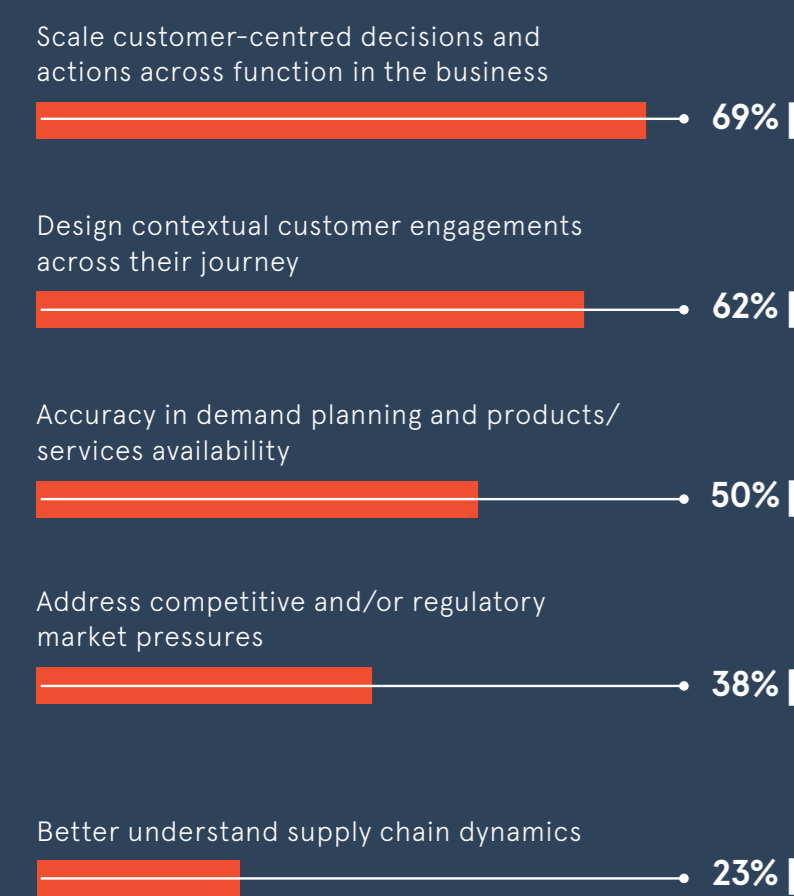 Scale customer-centred decisions and
actions across function in the business
69%
Design contextual customer engagements
across their journey
62%
Accuracy in demand planning and products/
services availability
50%
Address competitive and/or regulatory
market pressures
38%
Better understand supply chain dynamics
23%